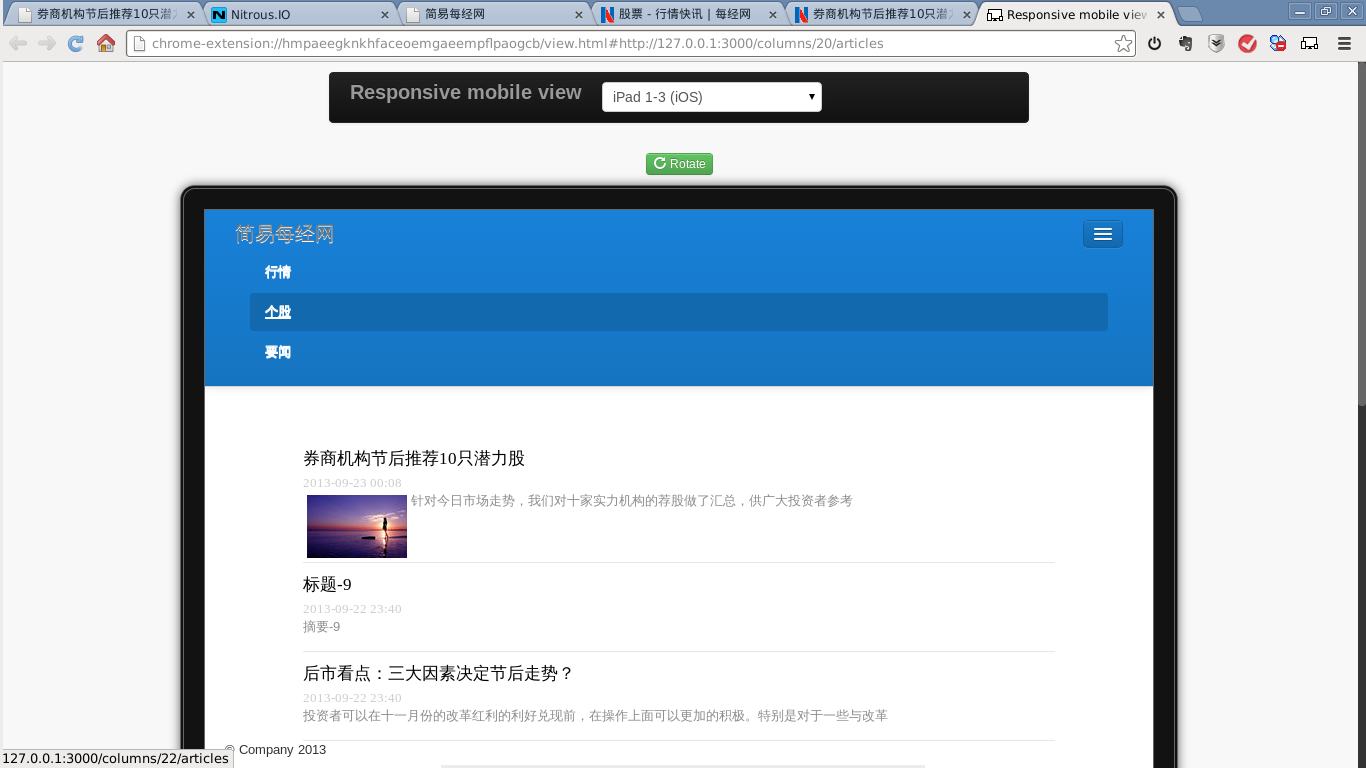 券商机构节后推荐10只潜力
Nitrous.IO
简易每经网
股票 - 行情快讯 | 每经网
券商机构节后推荐10只潜
Responsive mobile view
chrome-extension://hmpaeegknkhfaceoemgaeempflpaogcb/view.html#http://127.0.0.1:3000/columns/20/articles
Responsive mobile view
iPad 1-3 (iOS)
Rotate
简易每经网
行情
个股
要闻
券商机构节后推荐10只潜力股
2013-09-23 00:08
针对今日市场走势，我们对十家实力机构的荐股做了汇总，供广大投资者参考
标题-9
2013-09-22 23:40
摘要-9
后市看点：三大因素决定节后走势？
2013-09-22 23:40
投资者可以在十一月份的改革红利的利好兑现前，在操作上面可以更加的积极。特别是对于一些与改革
© Company 2013
127.0.0.1:3000/columns/22/articles